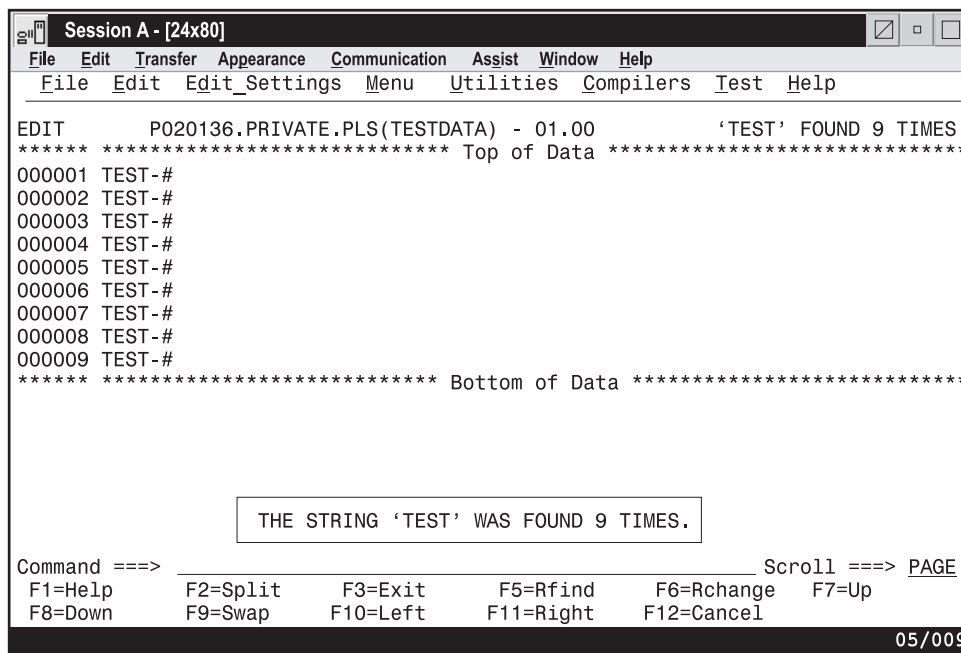 Session A - [24x80]
File Edit Transfer Appearance Communication Assist Window Help
File Edit Edit_Settings Menu Utilities Compilers Test Help
EDIT PO20136.PRIVATE.PLS(TESTDATA) - 01.00 ‘TEST’ FOUND 9 TIMES
****** ***************************** Top of Data ******************************
000001 TEST-#
000002 TEST-#
000003 TEST-#
000004 TEST-#
000005 TEST-#
000006 TEST-#
000007 TEST-#
000008 TEST-#
000009 TEST-#
****** **************************** Bottom of Data ****************************
THE STRING ‘TEST’ WAS FOUND 9 TIMES.
Command ===> Scroll ===> PAGE
F1=Help F2=Split F3=Exit F5=Rfind F6=Rchange F7=Up
F8=Down F9=Swap F10=Left F11=Right F12=Cancel
05/009